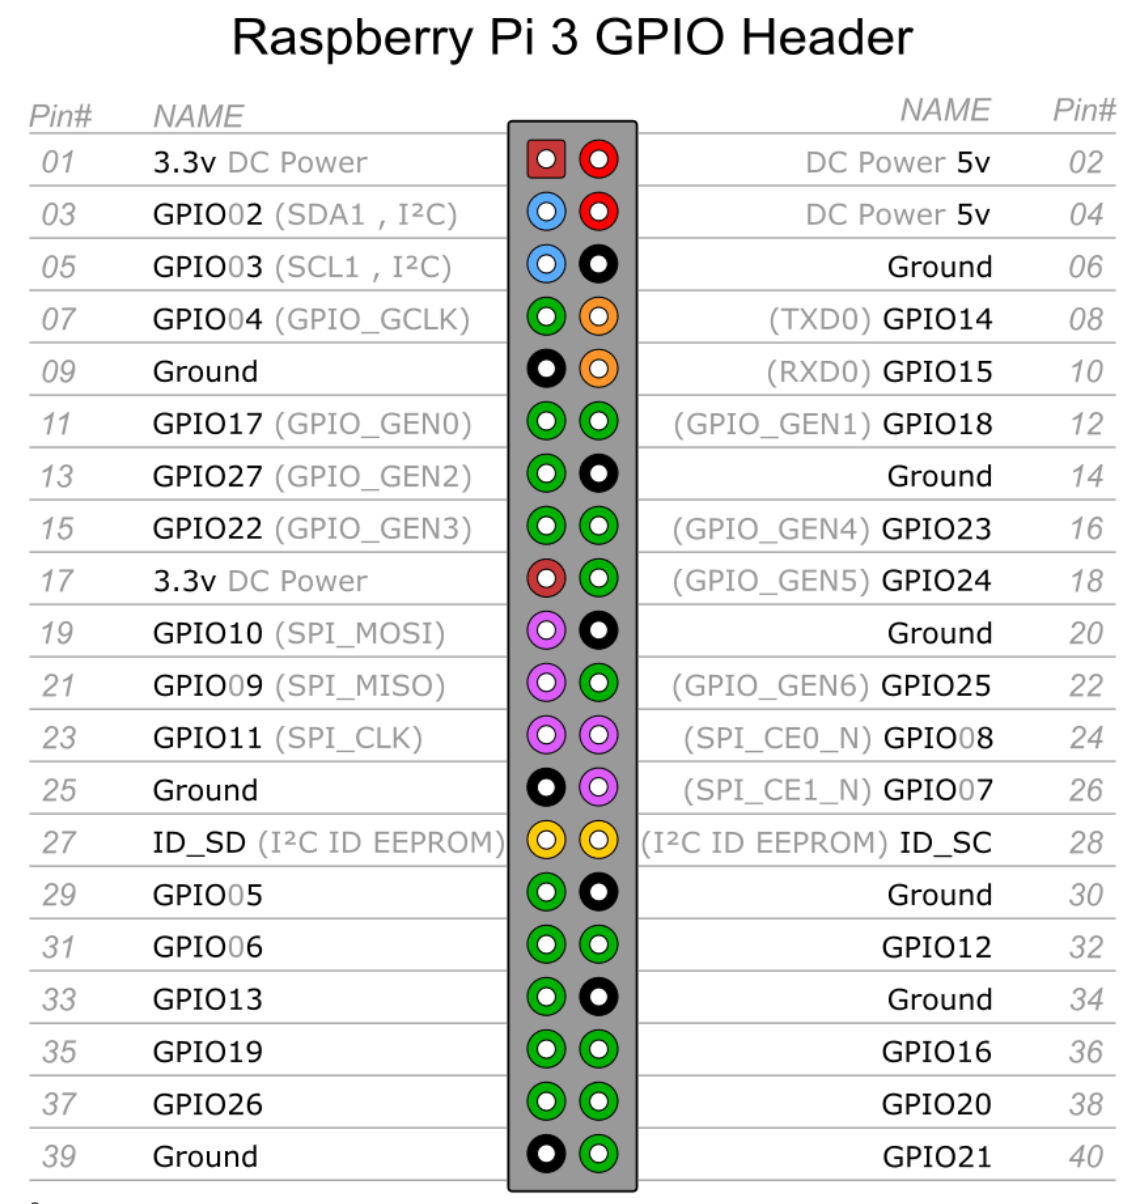 Raspberry Pi 3 GPIO Header
Pin# NAME NAME Pin#
01 3.3v DC Power DC Power 5v 02
03 GPIO02 (SDA1 , I²C) DC Power 5v 04
05 GPIO03 (SCL1 , I²C) Ground 06
07 GPIO04 (GPIO_GCLK) (TXD0) GPIO14 08
09 Ground (RXD0) GPIO15 10
11 GPIO17 (GPIO_GEN0) (GPIO_GEN1) GPIO18 12
13 GPIO27 (GPIO_GEN2) Ground 14
15 GPIO22 (GPIO_GEN3) (GPIO_GEN4) GPIO23 16
17 3.3v DC Power (GPIO_GEN5) GPIO24 18
19 GPIO10 (SPI_MOSI) Ground 20
21 GPIO09 (SPI_MISO) (GPIO_GEN6) GPIO25 22
23 GPIO11 (SPI_CLK) (SPI_CE0_N) GPIO08 24
25 Ground (SPI_CE1_N) GPIO07 26
27 ID_SD (I²C ID EEPROM) (I²C ID EEPROM) ID_SC 28
29 GPIO05 Ground 30
31 GPIO06 GPIO12 32
33 GPIO13 Ground 34
35 GPIO19 GPIO16 36
37 GPIO26 GPIO20 38
39 Ground GPIO21 40